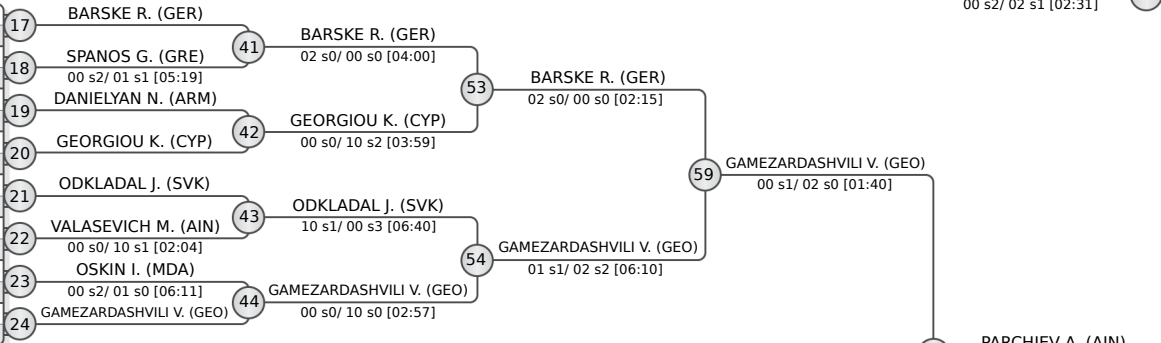 00 s2/ 02 s1 [02:31]
17
BARSKE R. (GER)
18
SPANOS G. (GRE)
00 s2/ 01 s1 [05:19]
41
BARSKE R. (GER)
02 s0/ 00 s0 [04:00]
19
DANIELYAN N. (ARM)
20
GEORGIOU K. (CYP)
42
GEORGIOU K. (CYP)
00 s0/ 10 s2 [03:59]
53
BARSKE R. (GER)
02 s0/ 00 s0 [02:15]
21
ODKLADAL J. (SVK)
22
VALASEVICH M. (AIN)
00 s0/ 10 s1 [02:04]
43
ODKLADAL J. (SVK)
10 s1/ 00 s3 [06:40]
23
OSKIN I. (MDA)
00 s2/ 01 s0 [06:11]
24
GAMEZARDASHVILI V. (GEO)
44
GAMEZARDASHVILI V. (GEO)
00 s0/ 10 s0 [02:57]
54
GAMEZARDASHVILI V. (GEO)
01 s1/ 02 s2 [06:10]
59
GAMEZARDASHVILI V. (GEO)
00 s1/ 02 s0 [01:40]
PARCHIEV A. (AIN)